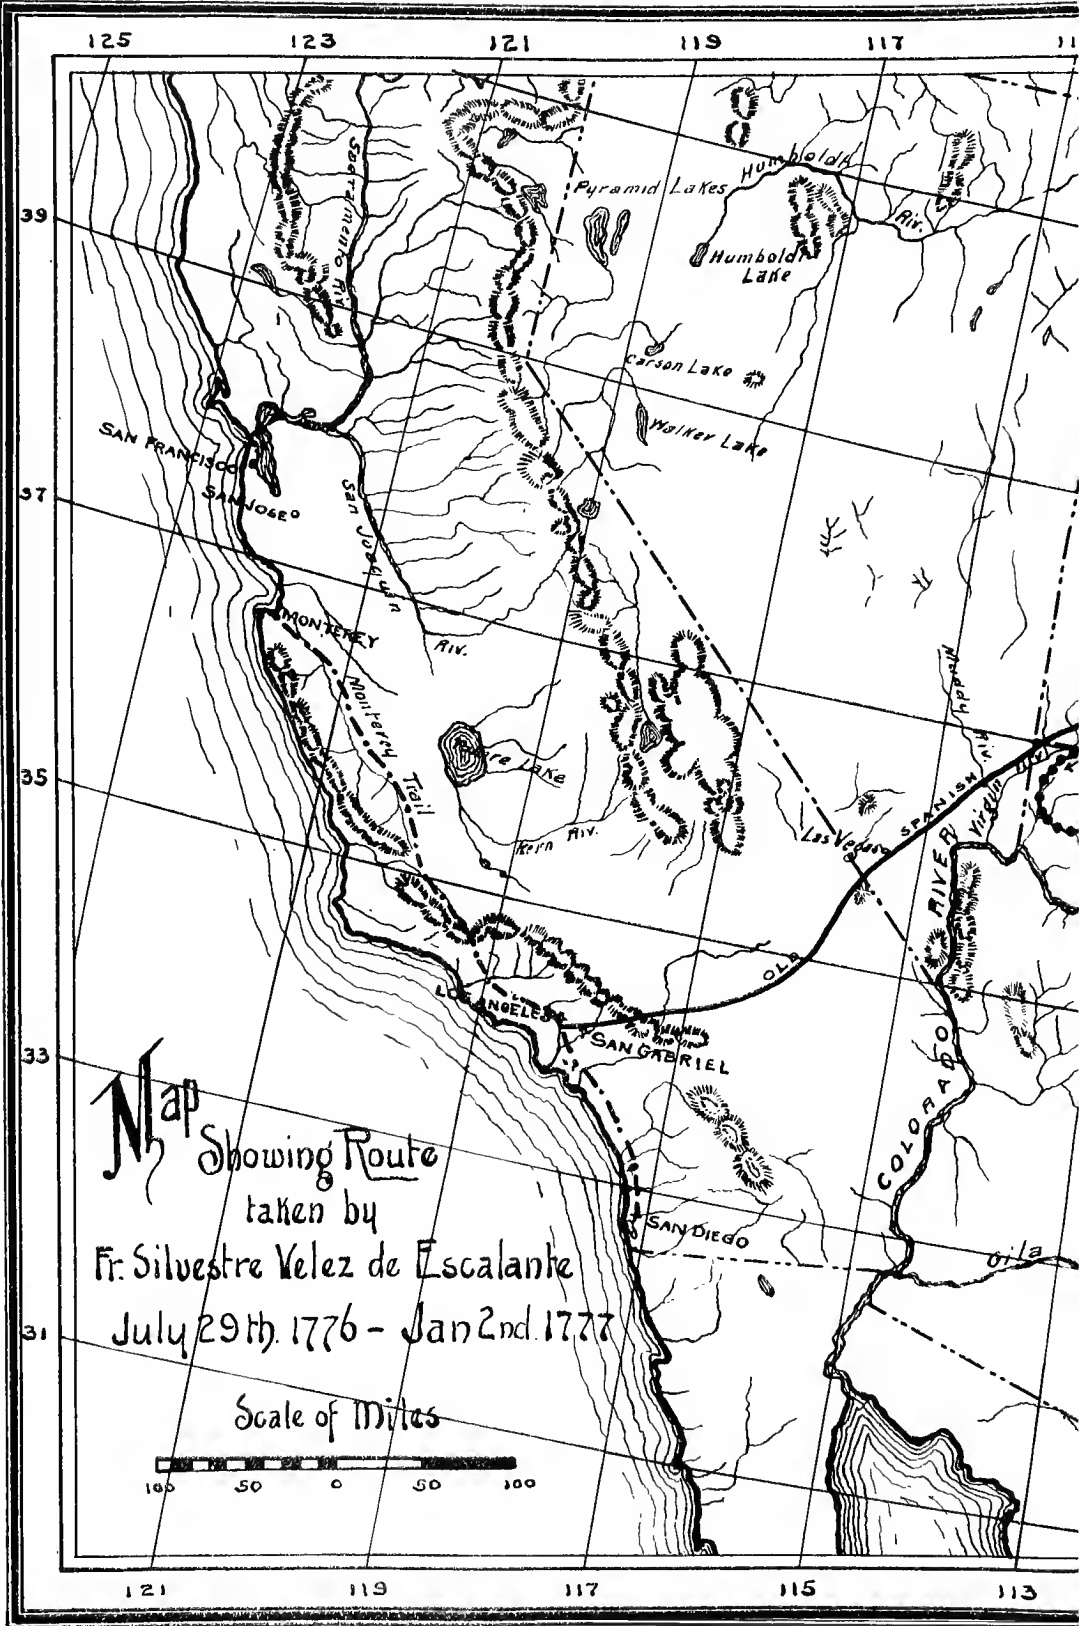 125 123 121 119 117 11
Sacramento Riv.
Humboldt
Pyramid Lakes
Riv.
39
Humboldt
Lake
Carson Lake
Walker Lake
SAN FRANCISCO
37
SAN JOSE
San Joaquin
MONTEREY
Riv.
Muddy Riv.
Monterey Trail
Lake
35
Kern Riv.
Las Vegas
OLD SPANISH
Virgin
COLORADO RIVER
LOS ANGELES
SAN GABRIEL
33
Map
Showing Route
taken by
SAN DIEGO
Gila
Fr. Silvestre Velez de Escalante
July 29th. 1776 - Jan 2nd. 1777
31
Scale of Miles
100 50 0 50 100
121 119 117 115 113